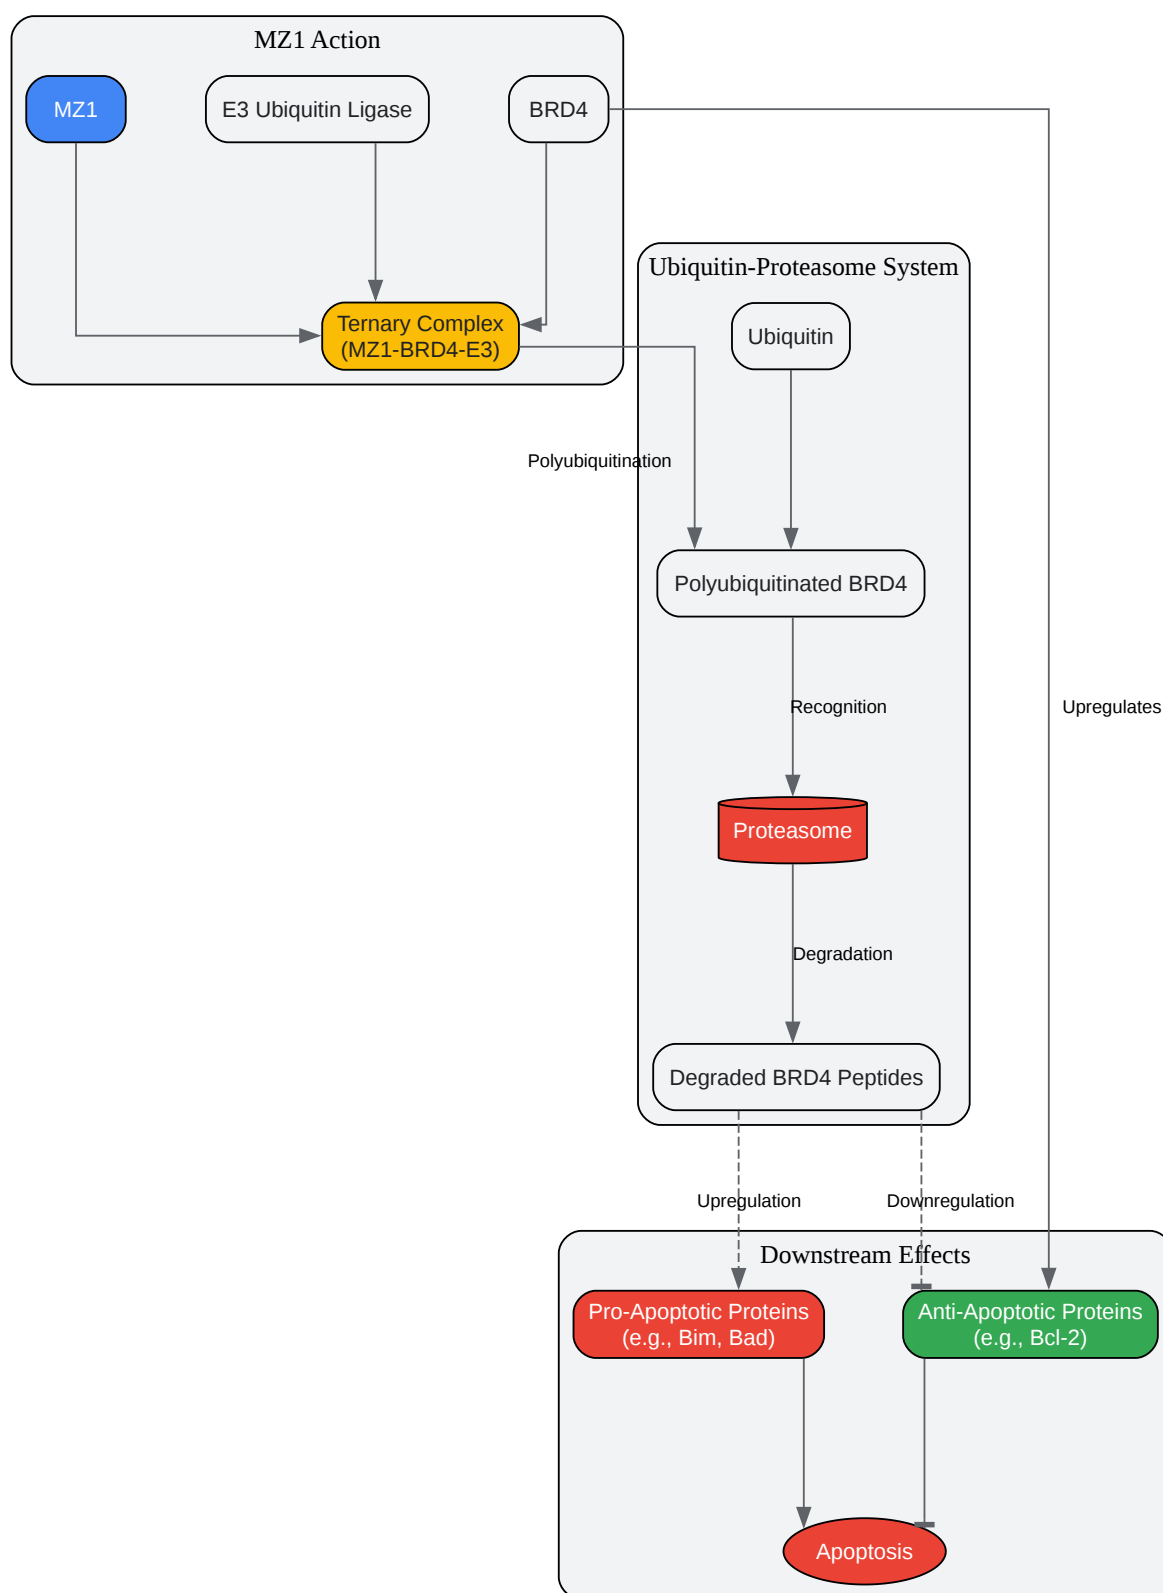 MZ1 Action
MZ1
E3 Ubiquitin Ligase
BRD4
Ubiquitin-Proteasome System
Ternary Complex
(MZ1-BRD4-E3)
Ubiquitin
Polyubiquitination
Polyubiquitinated BRD4
Recognition
Upregulates
Proteasome
Degradation
Degraded BRD4 Peptides
Upregulation
Downregulation
Downstream Effects
Pro-Apoptotic Proteins
(e.g., Bim, Bad)
Anti-Apoptotic Proteins
(e.g., Bcl-2)
Apoptosis